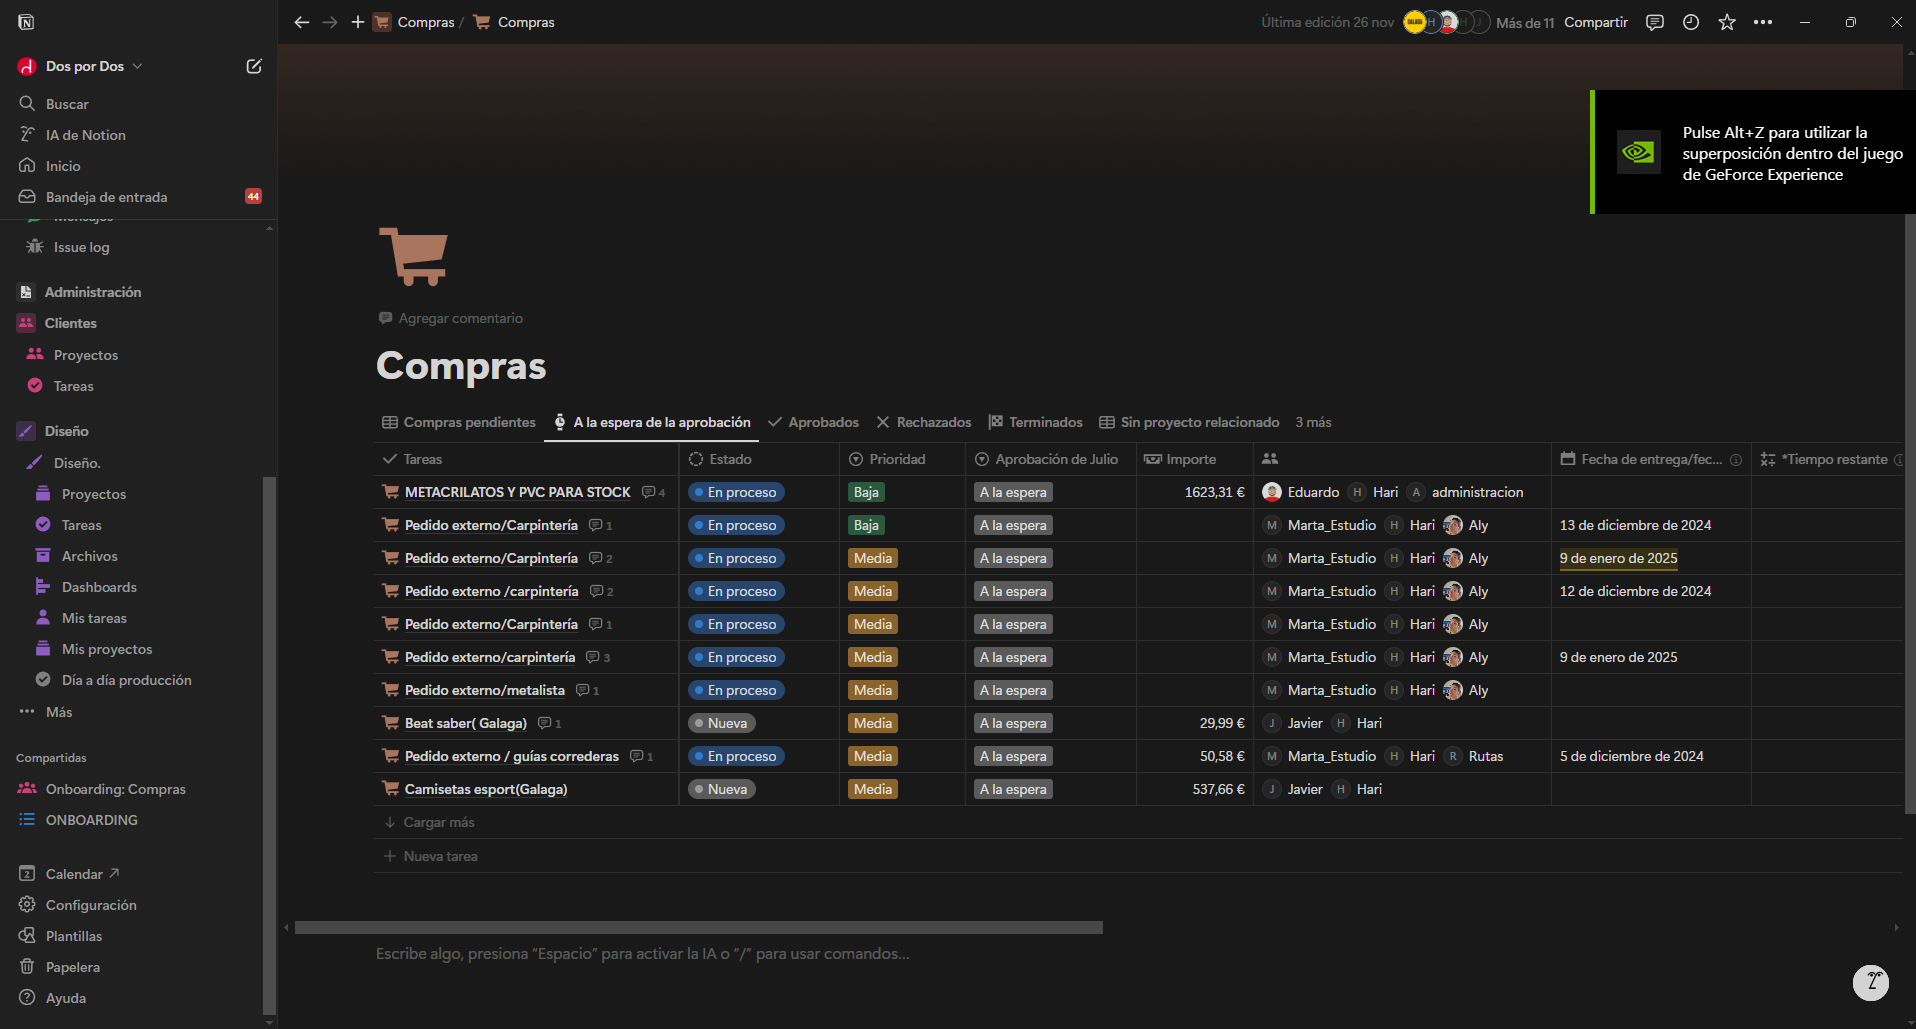 Compras / Compras
Última edición 26 nov
GALAGA H H J Más de 11 Compartir
Dos por Dos
Buscar
IA de Notion
Inicio
Bandeja de entrada 44
Mensajes
Issue log
Administración
Clientes
Proyectos
Tareas
Diseño
Diseño.
Proyectos
Tareas
Archivos
Dashboards
Mis tareas
Mis proyectos
Día a día producción
Más
Compartidas
Onboarding: Compras
ONBOARDING
2 Calendar
Configuración
Plantillas
Papelera
Ayuda
Pulse Alt+Z para utilizar la
superposición dentro del juego
de GeForce Experience
Agregar comentario
Compras
Compras pendientes A la espera de la aprobación Aprobados Rechazados Terminados Sin proyecto relacionado 3 más
Tareas Estado Prioridad Aprobación de Julio Importe Fecha de entrega/fec... *Tiempo restante
METACRILATOS Y PVC PARA STOCK 4 En proceso Baja A la espera 1623,31 € Eduardo H Hari A administracion
Pedido externo/Carpintería 1 En proceso Baja A la espera M Marta_Estudio H Hari Aly 13 de diciembre de 2024
Pedido externo/Carpintería 2 En proceso Media A la espera M Marta_Estudio H Hari Aly 9 de enero de 2025
Pedido externo /carpintería 2 En proceso Media A la espera M Marta_Estudio H Hari Aly 12 de diciembre de 2024
Pedido externo/Carpintería 1 En proceso Media A la espera M Marta_Estudio H Hari Aly
Pedido externo/carpintería 3 En proceso Media A la espera M Marta_Estudio H Hari Aly 9 de enero de 2025
Pedido externo/metalista 1 En proceso Media A la espera M Marta_Estudio H Hari Aly
Beat saber( Galaga) 1 Nueva Media A la espera 29,99 € J Javier H Hari
Pedido externo / guías correderas 1 En proceso Media A la espera 50,58 € M Marta_Estudio H Hari R Rutas 5 de diciembre de 2024
Camisetas esport(Galaga) Nueva Media A la espera 537,66 € J Javier H Hari
Cargar más
Nueva tarea
Escribe algo, presiona “Espacio” para activar la IA o “/” para usar comandos...